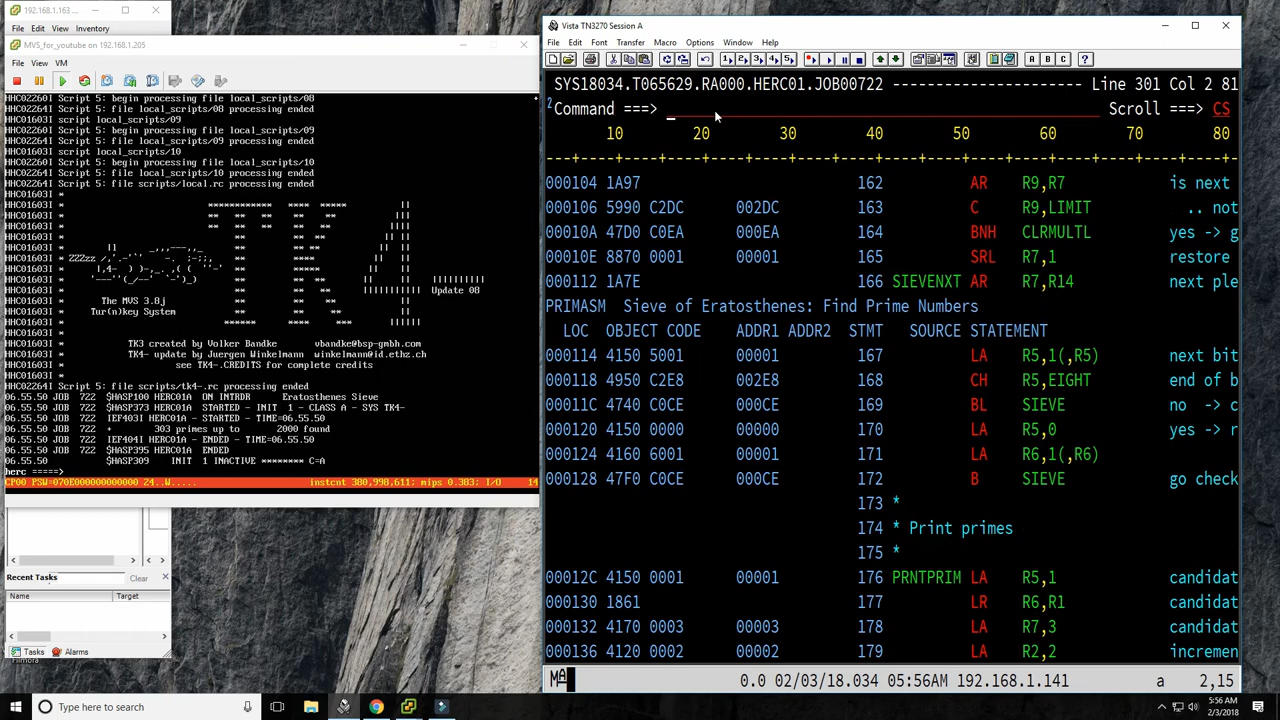 192.168.1.163
File Edit View Inventory
MVS_for_youtube on 192.168.1.205
File View VM
HHC02260I Script 5: begin processing file local_scripts/08
HHC02264I Script 5: file local_scripts/08 processing ended
HHC01603I script local_scripts/09
HHC02260I Script 5: begin processing file local_scripts/09
HHC02264I Script 5: file local_scripts/09 processing ended
HHC01603I script local_scripts/10
HHC02260I Script 5: begin processing file local_scripts/10
HHC02264I Script 5: file local_scripts/10 processing ended
HHC02264I Script 5: file scripts/local.rc processing ended
TK4-
Update 08
The MVS 3.8j
Tur(n)key System
TK3 created by Volker Bandke vbandke@bsp-gmbh.com
TK4- update by Juergen Winkelmann winkelmann@id.ethz.ch
see TK4-.CREDITS for complete credits
HHC02264I Script 5: file scripts/tk4-.rc processing ended
06.55.50 JOB 722 $HASP100 HERC01A ON INTRDR Eratosthenes Sieve
06.55.50 JOB 722 $HASP373 HERC01A STARTED - INIT 1 - CLASS A - SYS TK4-
06.55.50 JOB 722 IEF403I HERC01A - STARTED - TIME=06.55.50
06.55.50 JOB 722 + 303 primes up to 2000 found
06.55.50 JOB 722 IEF404I HERC01A - ENDED - TIME=06.55.50
06.55.50 JOB 722 $HASP395 HERC01A ENDED
06.55.50 $HASP309 INIT 1 INACTIVE ******** C=A
herc =====>
CP00 PSW=070E000000000000 24..W..... instcnt 380,998,611; mips 0.383; I/O 14
Recent Tasks Clear
Name Target
Tasks Alarms
Filmora
Vista TN3270 Session A
File Edit Font Transfer Macro Options Window Help
1 2 3 4 5 A B C ?
SYS18034.T065629.RA000.HERC01.JOB00722 ---------------------- Line 301 Col 2 81
2 Command ===> Scroll ===> CS
10 20 30 40 50 60 70 80
000104 1A97 162 AR R9,R7 is next
000106 5990 C2DC 002DC 163 C R9,LIMIT .. not
00010A 47D0 C0EA 000EA 164 BNH CLRMULTL yes -> g
00010E 8870 0001 00001 165 SRL R7,1 restore
000112 1A7E 166 SIEVENXT AR R7,R14 next ple
PRIMASM Sieve of Eratosthenes: Find Prime Numbers
LOC OBJECT CODE ADDR1 ADDR2 STMT SOURCE STATEMENT
000114 4150 5001 00001 167 LA R5,1(,R5) next bit
000118 4950 C2E8 002E8 168 CH R5,EIGHT end of b
00011C 4740 C0CE 000CE 169 BL SIEVE no -> c
000120 4150 0000 00000 170 LA R5,0 yes -> r
000124 4160 6001 00001 171 LA R6,1(,R6)
000128 47F0 C0CE 000CE 172 B SIEVE go check
173 *
174 * Print primes
175 *
00012C 4150 0001 00001 176 PRNTPRIM LA R5,1 candidat
000130 1861 177 LR R6,R1 candidat
000132 4170 0003 00003 178 LA R7,3 candidat
000136 4120 0002 00002 179 LA R2,2 incremen
MA 0.0 02/03/18.034 05:56AM 192.168.1.141 a 2,15
Type here to search
5:56 AM
2/3/2018